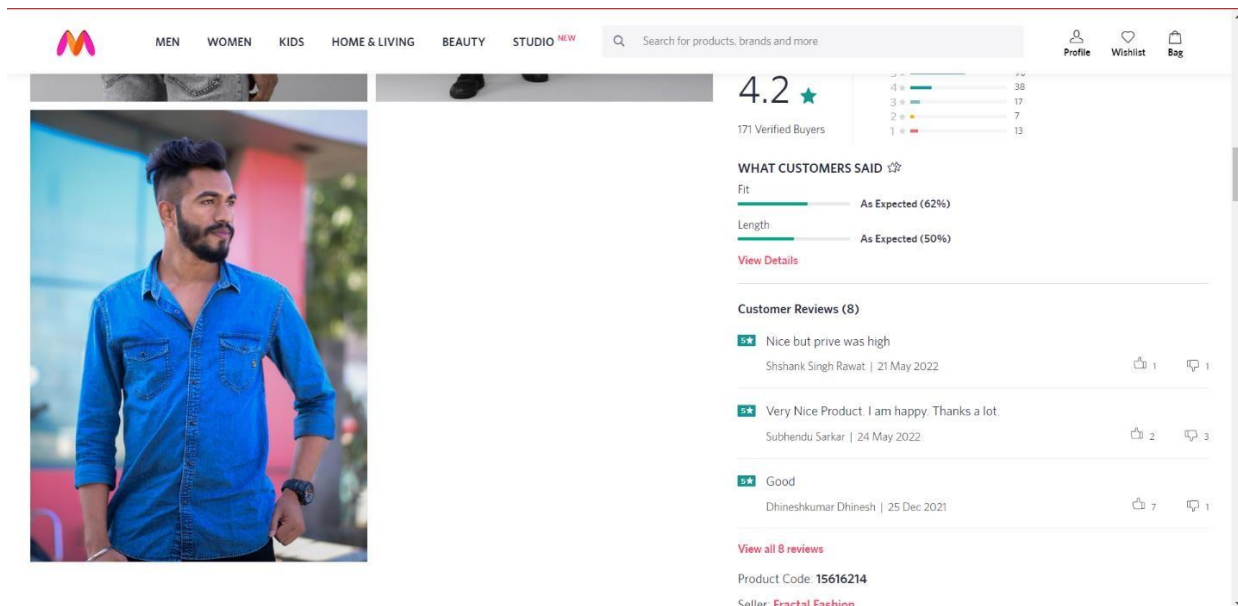 MEN WOMEN KIDS HOME & LIVING BEAUTY STUDIO NEW Search for products, brands and more Profile Wishlist Bag
4.2
171 Verified Buyers
4 38
3 17
2 7
1 13
WHAT CUSTOMERS SAID
Fit
As Expected (62%)
Length
As Expected (50%)
View Details
Customer Reviews (8)
5 Nice but prive was high
Shshank Singh Rawat | 21 May 2022 1 1
5 Very Nice Product. I am happy. Thanks a lot.
Subhendu Sarkar | 24 May 2022 2 3
5 Good
Dhineshkumar Dhinesh | 25 Dec 2021 7 1
View all 8 reviews
Product Code: 15616214
Seller: Fractal Fashion